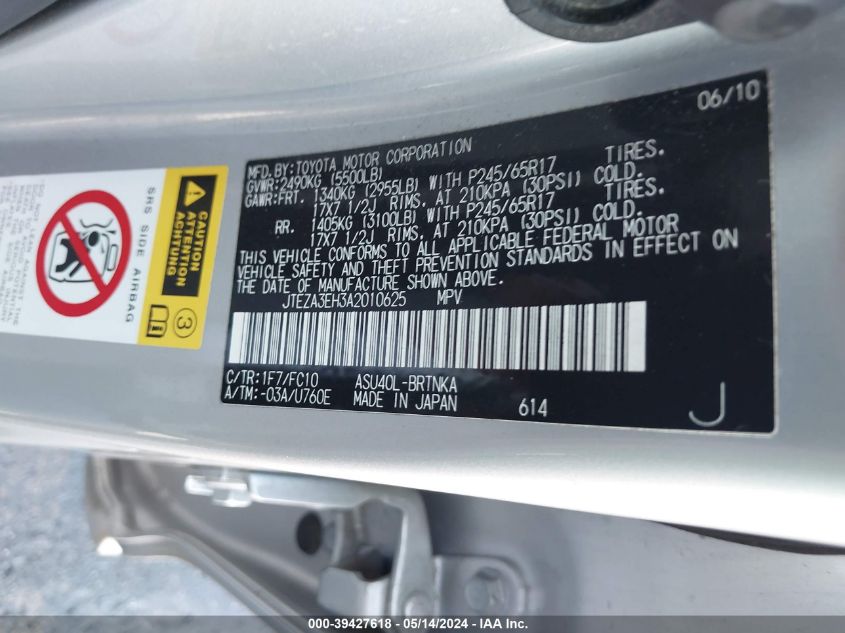 06/10
MFD. BY: TOYOTA MOTOR CORPORATION
GVWR: 2490KG (5500LB)
GAWR: FRT. 1340KG (2955LB) WITH P245/65R17 TIRES.
17X7 1/2J RIMS, AT 210KPA (30PSI) COLD.
RR. 1405KG (3100LB) WITH P245/65R17 TIRES.
17X7 1/2J RIMS, AT 210KPA (30PSI) COLD.
THIS VEHICLE CONFORMS TO ALL APPLICABLE FEDERAL MOTOR
VEHICLE SAFETY AND THEFT PREVENTION STANDARDS IN EFFECT ON
THE DATE OF MANUFACTURE SHOWN ABOVE.
JTEZA3EH3A2010625 MPV
C/TR: 1F7/FC10 ASU40L-BRTNKA
A/TM: -03A/U760E MADE IN JAPAN 614
J
SRS SIDE AIRBAG
CAUTION
ATTENTION
ACHTUNG
3
000-39427618 - 05/14/2024 - IAA, Inc.